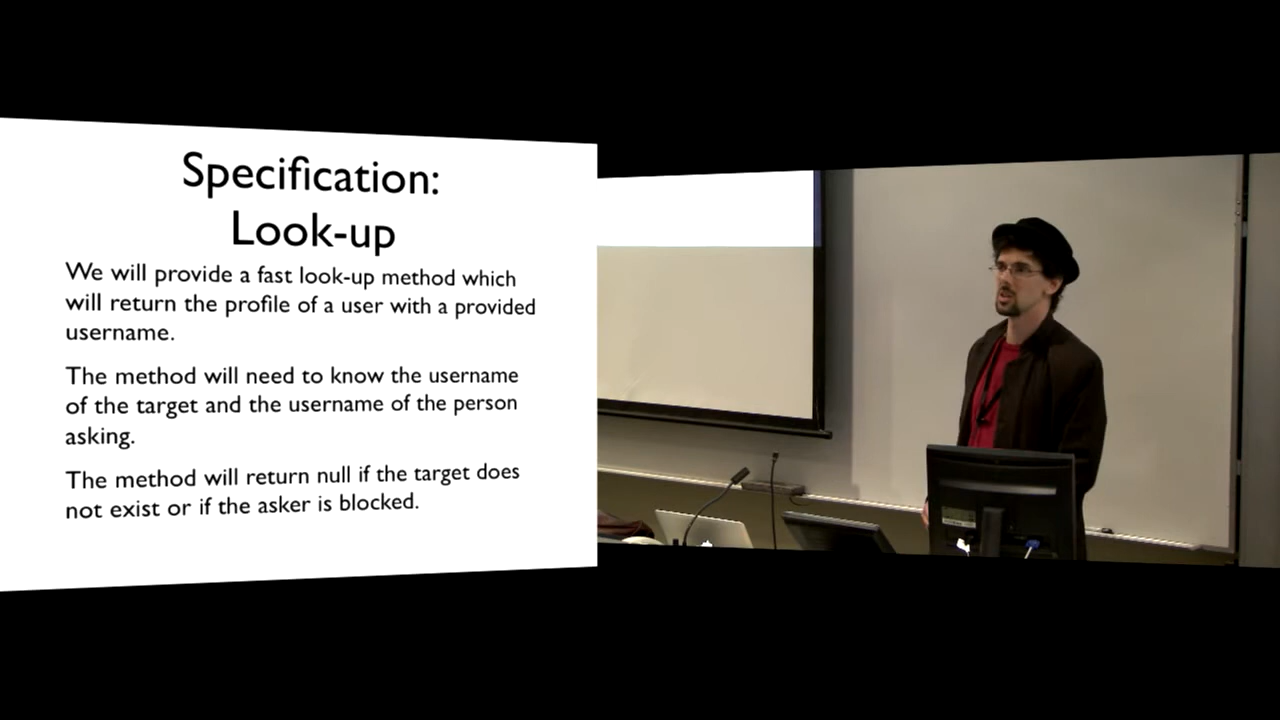 Specification:
Look-up
We will provide a fast look-up method which
will return the profile of a user with a provided
username.
The method will need to know the username
of the target and the username of the person
asking.
The method will return null if the target does
not exist or if the asker is blocked.